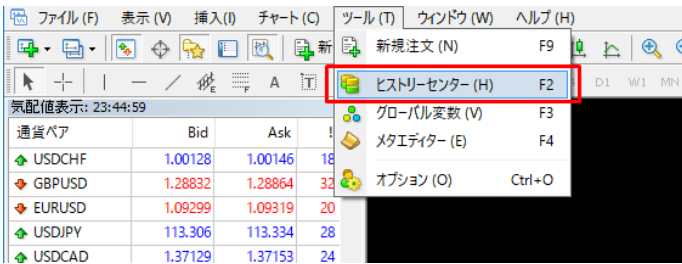 ファイル (F) 表示 (V) 挿入(I) チャート (C) ツール (T) ウィンドウ (W) ヘルプ (H)
新
新規注文 (N) F9
A T D1 W1 MN
ヒストリーセンター (H) F2
気配値表示: 23:44:59
グローバル変数 (V) F3
通貨ペア Bid Ask !
メタエディター (E) F4
USDCHF 1.00128 1.00146 18
オプション (O) Ctrl+O
GBPUSD 1.28832 1.28864 32
EURUSD 1.09299 1.09319 20
USDJPY 113.306 113.334 28
USDCAD 1.37129 1.37153 24